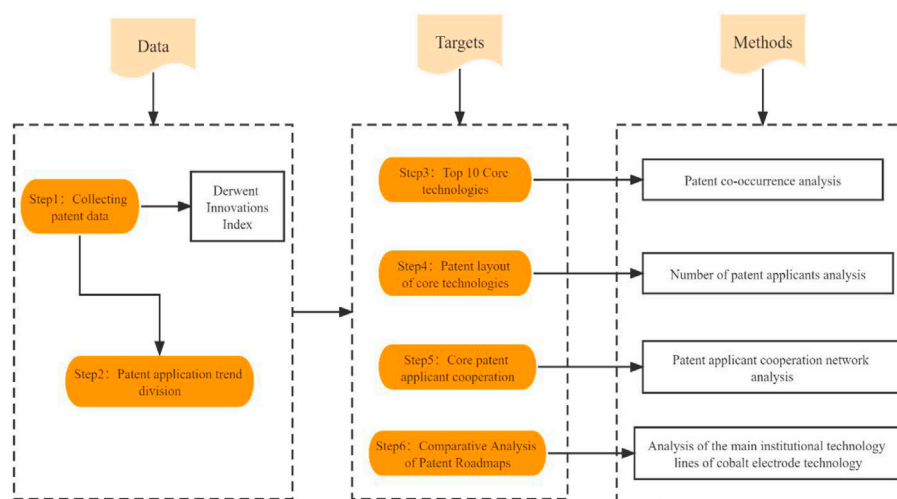 Data
Targets
Methods
Step1：Collecting
patent data
Derwent
Innovations
Index
Step2：Patent application trend
division
Step3：Top 10 Core
technologies
Step4：Patent layout
of core technologies
Step5：Core patent
applicant cooperation
Step6：Comparative Analysis
of Patent Roadmaps
Patent co-occurrence analysis
Number of patent applicants analysis
Patent applicant cooperation network
analysis
Analysis of the main institutional technology
lines of cobalt electrode technology